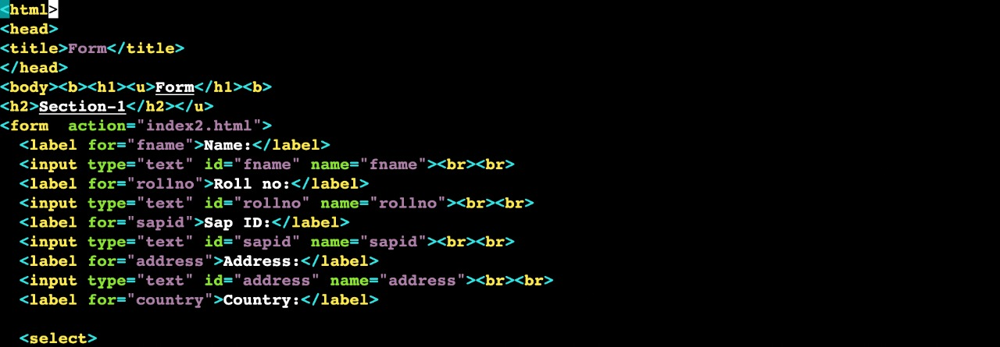 <html>
<head>
<title>Form</title>
</head>
<body><b><h1><u>Form</h1><b>
<h2>Section-1</h2></u>
<form  action="index2.html">
  <label for="fname">Name:</label>
  <input type="text" id="fname" name="fname"><br><br>
  <label for="rollno">Roll no:</label>
  <input type="text" id="rollno" name="rollno"><br><br>
  <label for="sapid">Sap ID:</label>
  <input type="text" id="sapid" name="sapid"><br><br>
  <label for="address">Address:</label>
  <input type="text" id="address" name="address"><br><br>
  <label for="country">Country:</label>

  <select>